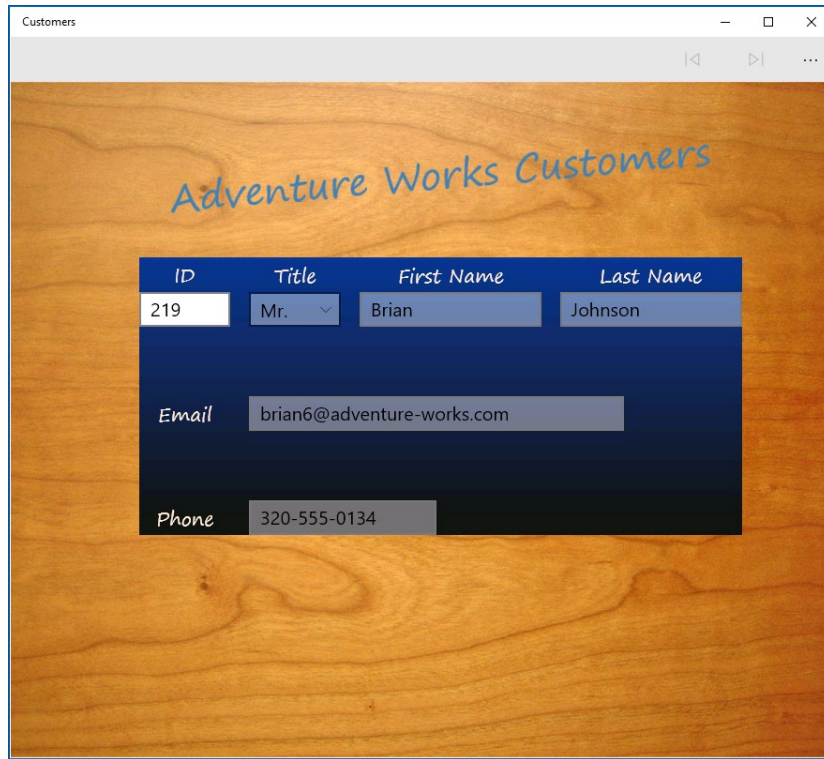 Customers
Adventure Works Customers
ID Title First Name Last Name
219 Mr. Brian Johnson
Email brian6@adventure-works.com
Phone 320-555-0134